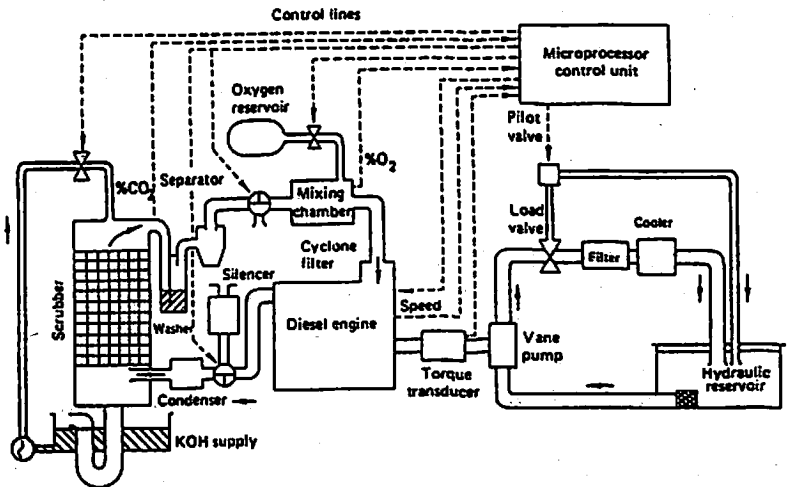 Control lines
Microprocessor
control unit
Oxygen
reservoir
Pilot
valve
%O2
%CO2
Separator
Mixing
chamber
Load
valve
Cooler
Filter
Cyclone
filter
Silencer
Scrubber
Washer
Diesel engine
Speed
Vane
pump
Torque
transducer
Hydraulic
reservoir
Condenser
KOH supply